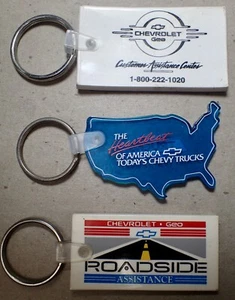 CHEVROLET
Geo
Customer Assistance Center
1-800-222-1020
THE
Heartbeat
OF AMERICA
TODAY'S CHEVY TRUCKS
CHEVROLET • Geo
ROADSIDE
ASSISTANCE